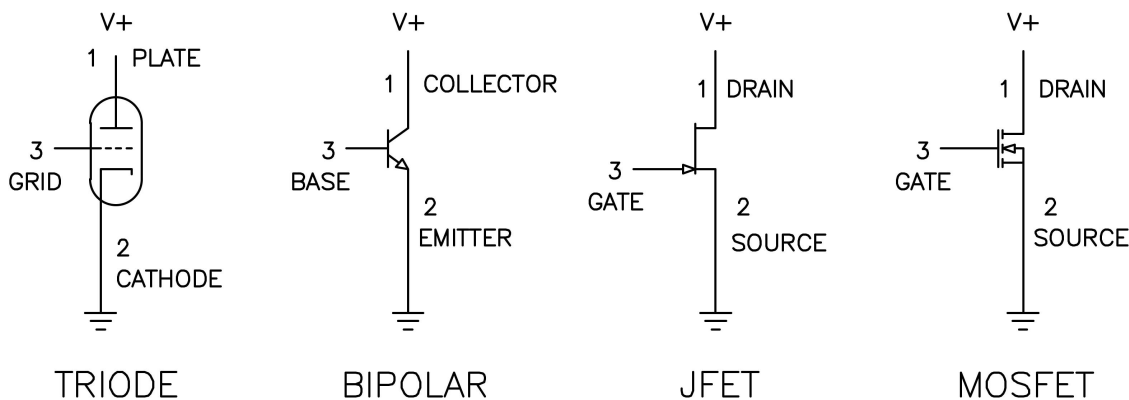 V+
1 PLATE
3
GRID
2
CATHODE
TRIODE
V+
1 COLLECTOR
3
BASE
2
EMITTER
BIPOLAR
V+
1 DRAIN
3
GATE
2
SOURCE
JFET
V+
1 DRAIN
3
GATE
2
SOURCE
MOSFET